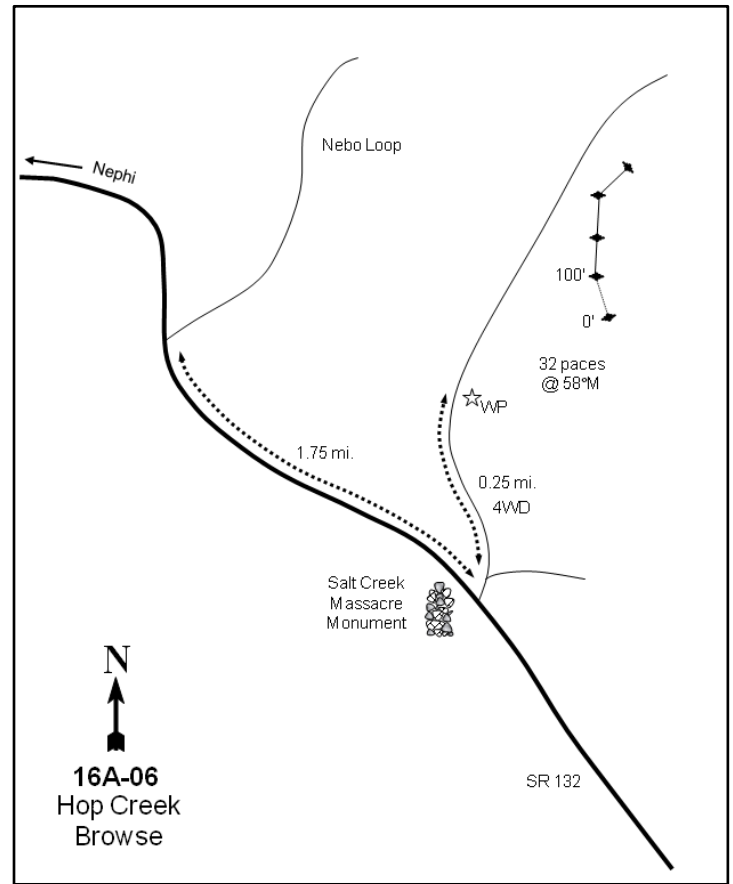 Nebo Loop
Nephi
100'
0'
32 paces
@ 58°M
WP
1.75 mi.
0.25 mi.
4WD
Salt Creek
Massacre
Monument
N
16A-06
Hop Creek
Browse
SR 132